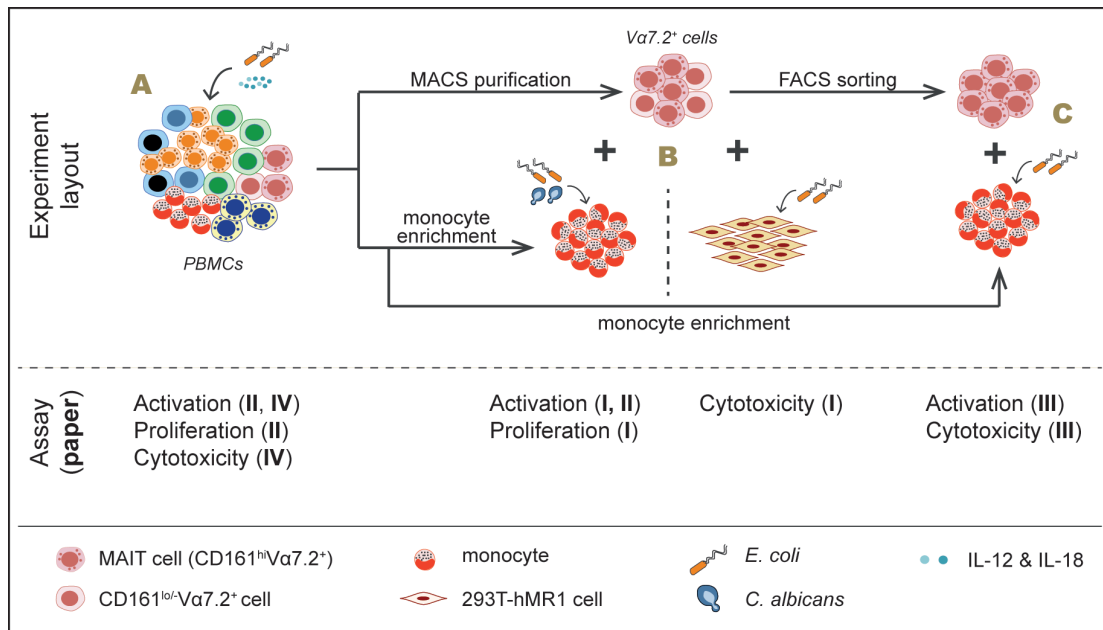 Experiment
layout
A
PBMCs
MACS purification
Vα7.2⁺ cells
FACS sorting
B
C
monocyte
enrichment
monocyte enrichment
Assay
(paper)
Activation (II, IV)
Proliferation (II)
Cytotoxicity (IV)
Activation (I, II)
Proliferation (I)
Cytotoxicity (I)
Activation (III)
Cytotoxicity (III)
MAIT cell (CD161ʰⁱVα7.2⁺)
CD161ˡᵒ/⁻Vα7.2⁺ cell
monocyte
293T-hMR1 cell
E. coli
C. albicans
IL-12 & IL-18